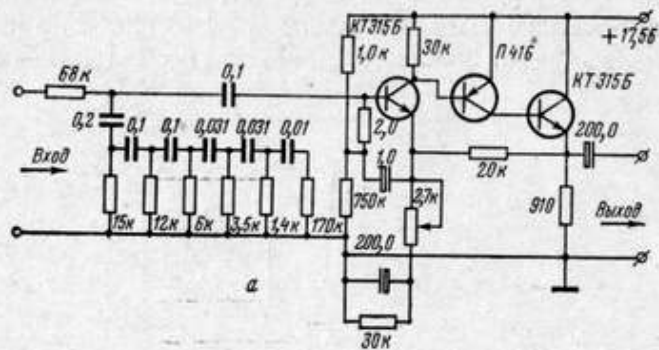 КТ315Б
1,0к
30к
П416
КТ315Б
+17,5б
68к
0,1
0,2
0,1
0,1
0,031
0,031
0,01
2,0
1,0
200,0
Вход
20к
15к
12к
6к
3,5к
1,4к
170к
750к
2,7к
910
Выход
200,0
а
30к